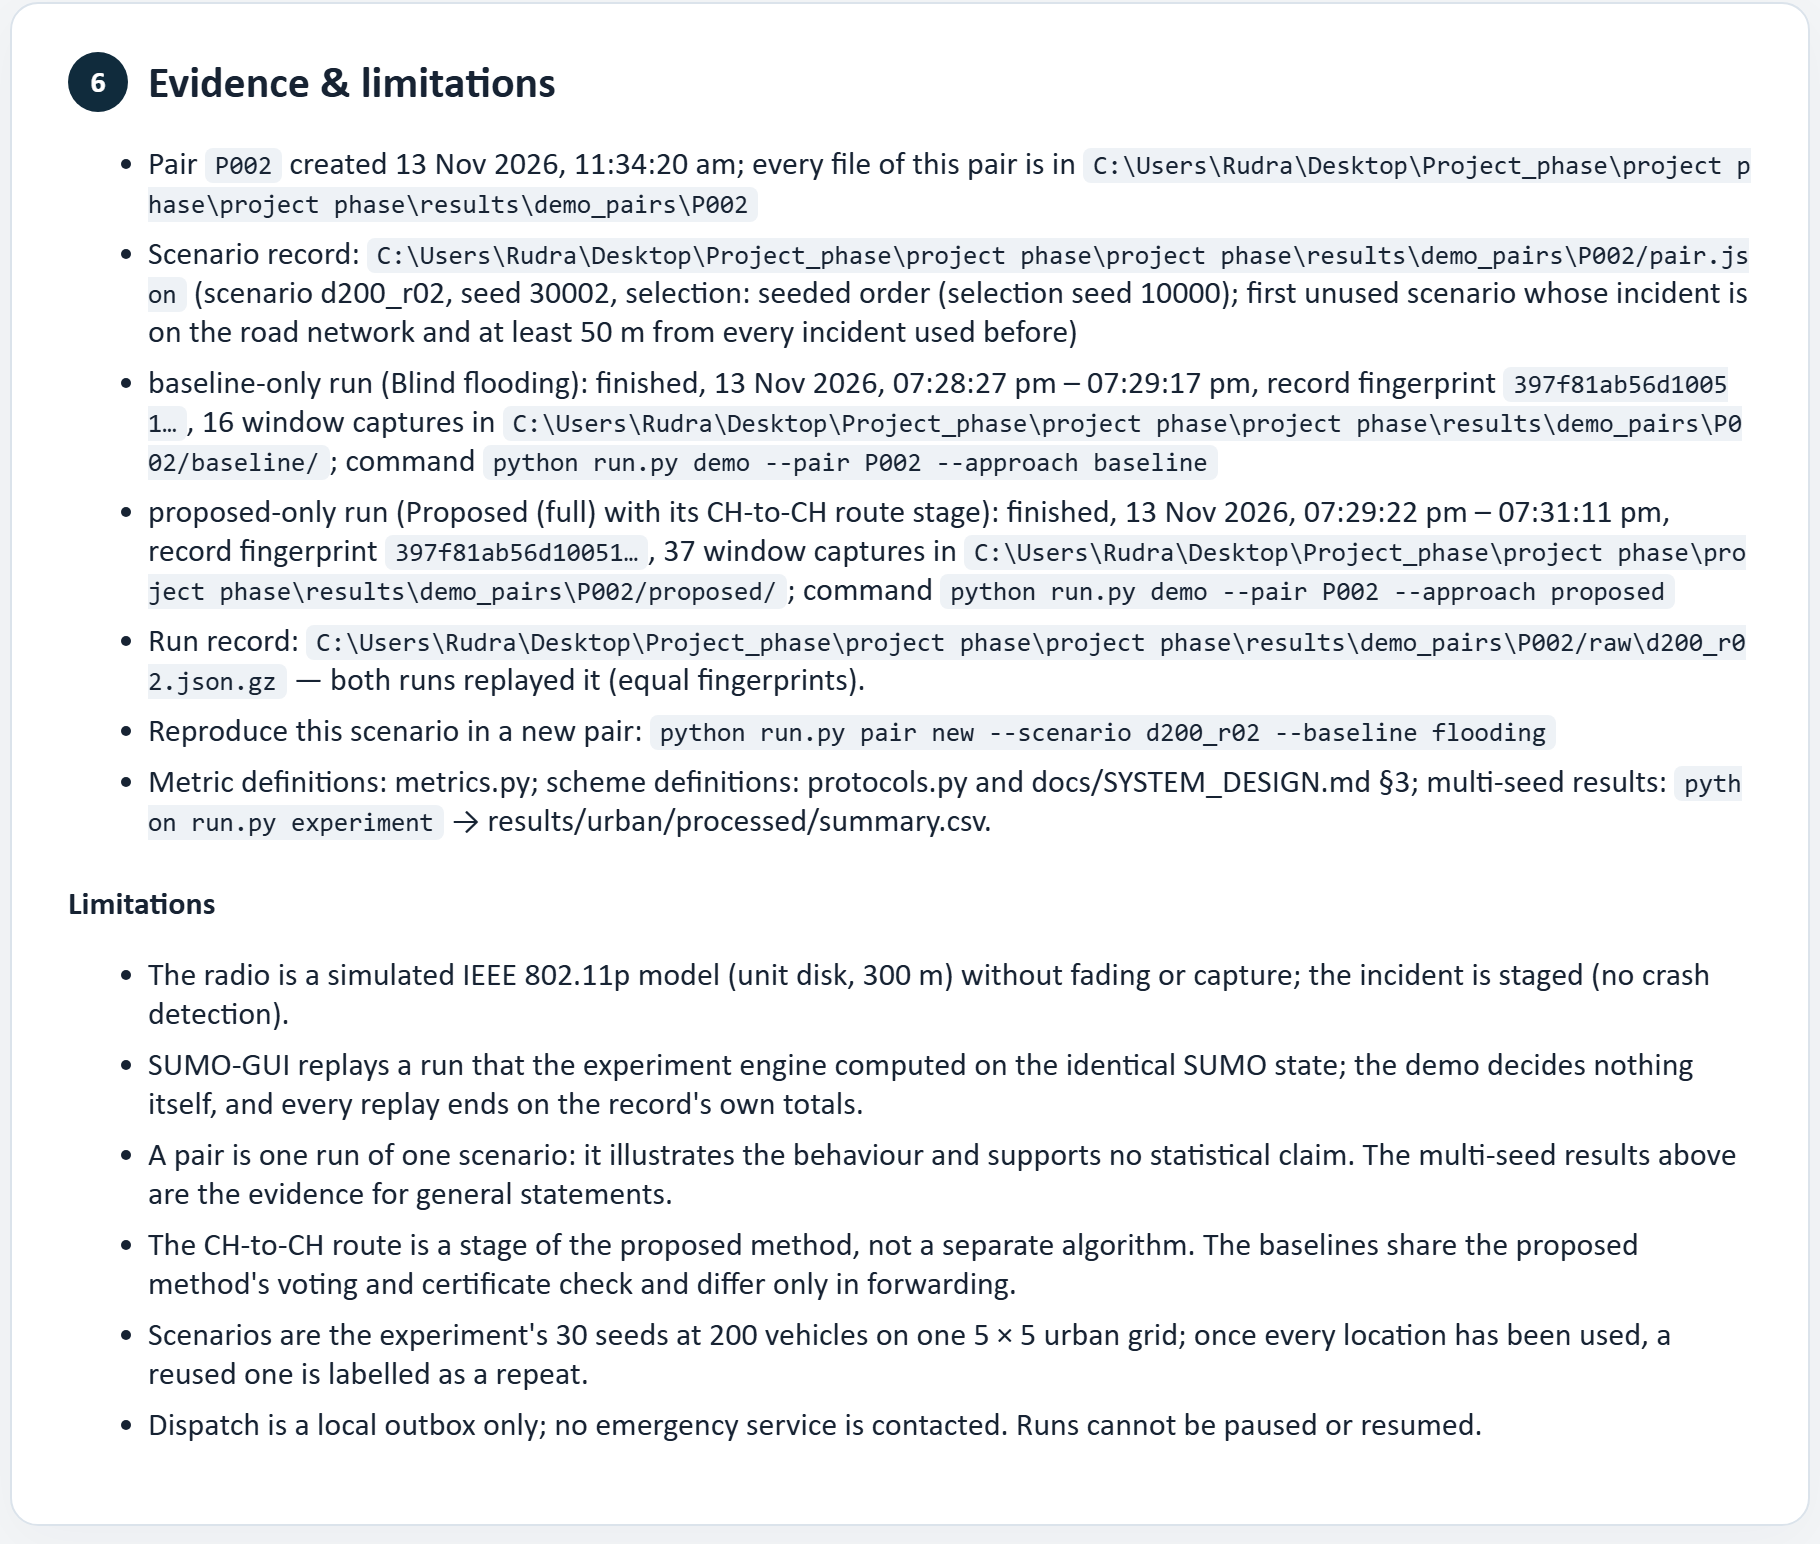 6 Evidence & limitations
• Pair P002 created 13 Nov 2026, 11:34:20 am; every file of this pair is in C:\Users\Rudra\Desktop\Project_phase\project p
hase\project phase\results\demo_pairs\P002
• Scenario record: C:\Users\Rudra\Desktop\Project_phase\project phase\project phase\results\demo_pairs\P002/pair.js
on (scenario d200_r02, seed 30002, selection: seeded order (selection seed 10000); first unused scenario whose incident is
on the road network and at least 50 m from every incident used before)
• baseline-only run (Blind flooding): finished, 13 Nov 2026, 07:28:27 pm – 07:29:17 pm, record fingerprint 397f81ab56d1005
1…, 16 window captures in C:\Users\Rudra\Desktop\Project_phase\project phase\project phase\results\demo_pairs\P0
02/baseline/; command python run.py demo --pair P002 --approach baseline
• proposed-only run (Proposed (full) with its CH-to-CH route stage): finished, 13 Nov 2026, 07:29:22 pm – 07:31:11 pm,
record fingerprint 397f81ab56d10051…, 37 window captures in C:\Users\Rudra\Desktop\Project_phase\project phase\pro
ject phase\results\demo_pairs\P002/proposed/; command python run.py demo --pair P002 --approach proposed
• Run record: C:\Users\Rudra\Desktop\Project_phase\project phase\project phase\results\demo_pairs\P002/raw\d200_r0
2.json.gz — both runs replayed it (equal fingerprints).
• Reproduce this scenario in a new pair: python run.py pair new --scenario d200_r02 --baseline flooding
• Metric definitions: metrics.py; scheme definitions: protocols.py and docs/SYSTEM_DESIGN.md §3; multi-seed results: pyth
on run.py experiment → results/urban/processed/summary.csv.
Limitations
• The radio is a simulated IEEE 802.11p model (unit disk, 300 m) without fading or capture; the incident is staged (no crash
detection).
• SUMO-GUI replays a run that the experiment engine computed on the identical SUMO state; the demo decides nothing
itself, and every replay ends on the record's own totals.
• A pair is one run of one scenario: it illustrates the behaviour and supports no statistical claim. The multi-seed results above
are the evidence for general statements.
• The CH-to-CH route is a stage of the proposed method, not a separate algorithm. The baselines share the proposed
method's voting and certificate check and differ only in forwarding.
• Scenarios are the experiment's 30 seeds at 200 vehicles on one 5 × 5 urban grid; once every location has been used, a
reused one is labelled as a repeat.
• Dispatch is a local outbox only; no emergency service is contacted. Runs cannot be paused or resumed.